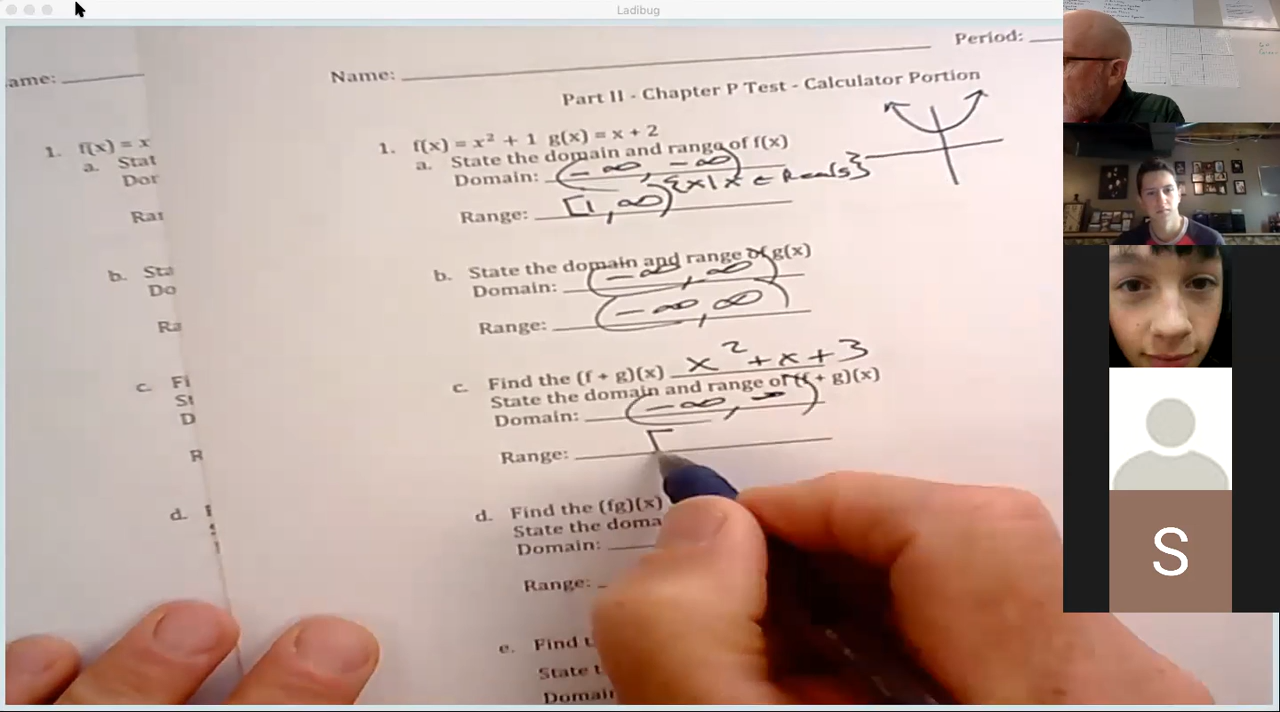 Ladibug
ame:
1. f(x) = x
a. Stat
Dor
Rar
b. Sta
Do
Ra
c. Fi
St
D
R
d.
Name:
Period:
Part II - Chapter P Test - Calculator Portion
1. f(x) = x² + 1 g(x) = x + 2
a. State the domain and range of f(x)
Domain: (-∞, -∞)
{x|x ∈ Reals}
Range: [1, ∞)
b. State the domain and range of g(x)
Domain: (-∞, ∞)
Range: (-∞, ∞)
c. Find the (f + g)(x) x² + x + 3
State the domain and range of (f + g)(x)
Domain: (-∞, ∞)
Range: [
d. Find the (fg)(x)
State the doma
Domain:
Range:
e. Find t
State t
Domain
S